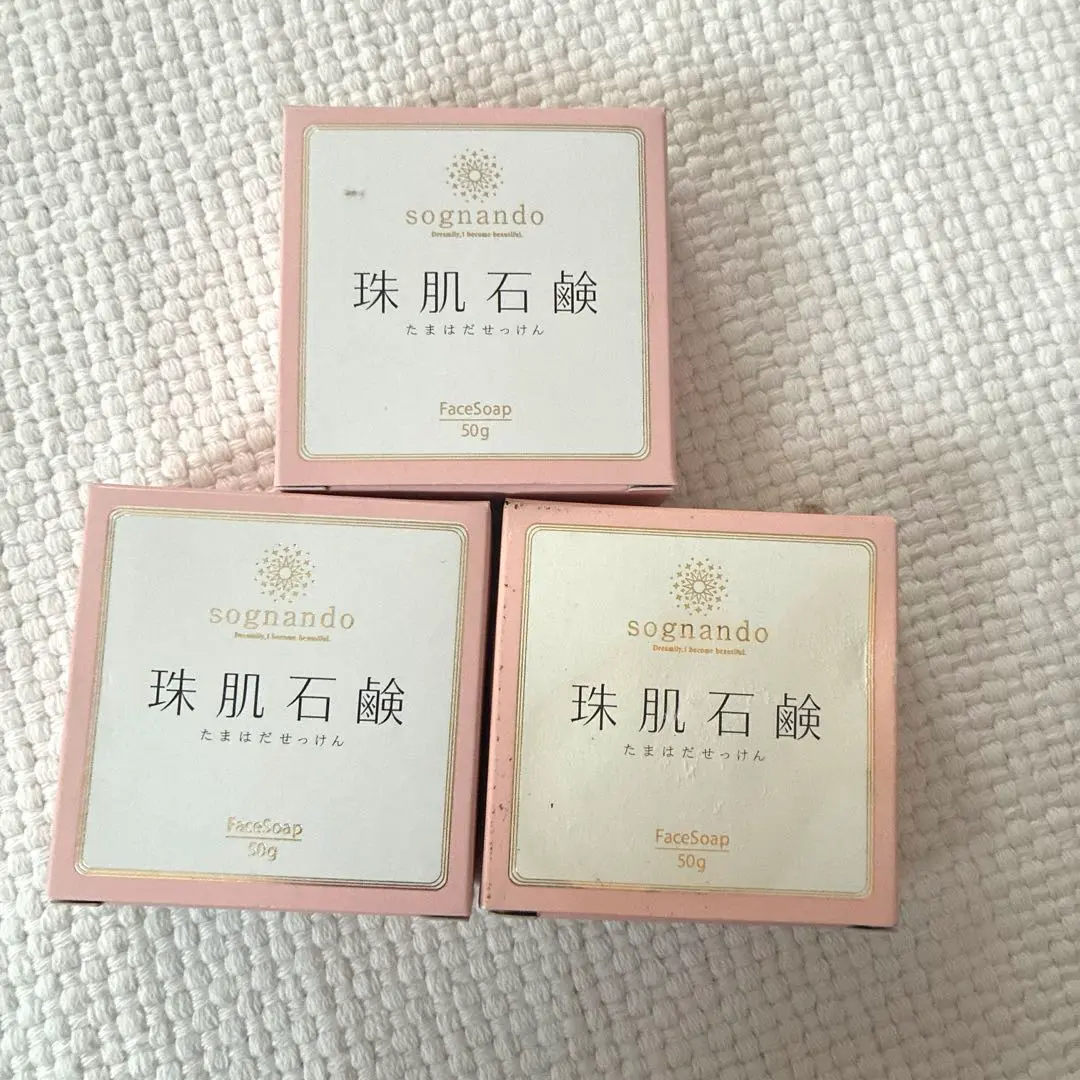 sognando
Dreamily, I become beautiful.
珠肌石鹸
たまはだせっけん
FaceSoap
50g
sognando
Dreamily, I become beautiful.
珠肌石鹸
たまはだせっけん
FaceSoap
50g
sognando
Dreamily, I become beautiful.
珠肌石鹸
たまはだせっけん
FaceSoap
50g